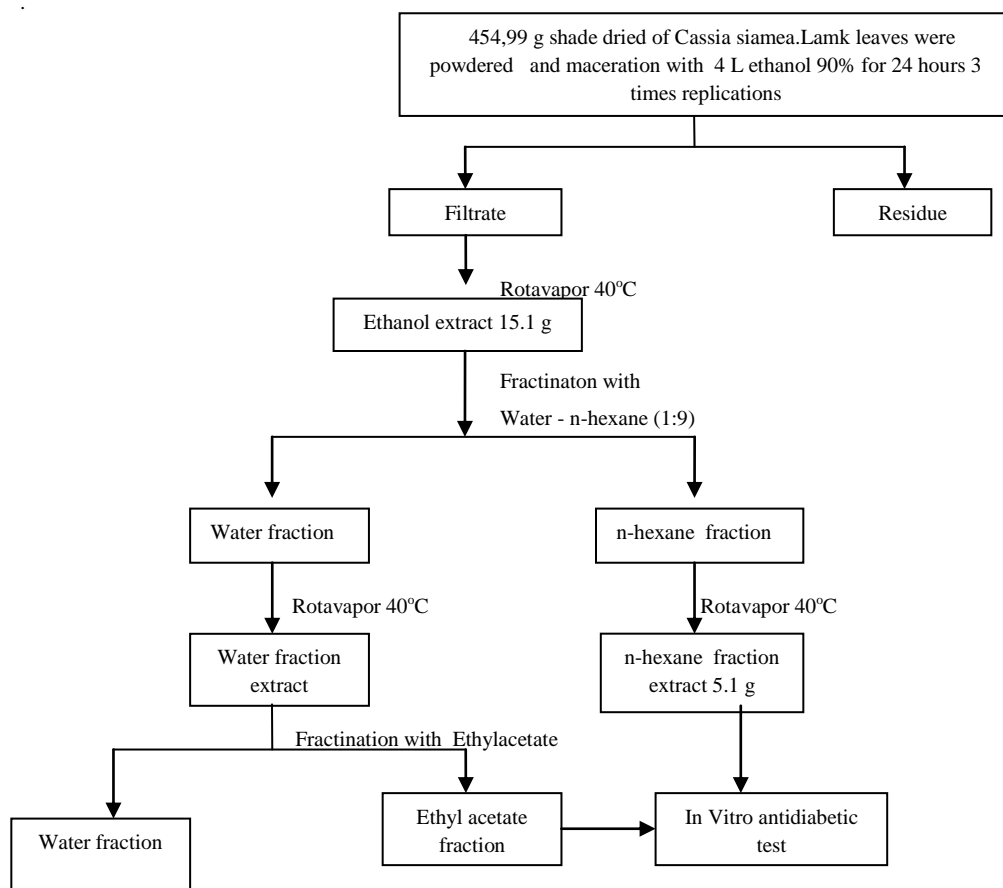 454,99 g shade dried of Cassia siamea.Lamk leaves were
powdered and maceration with 4 L ethanol 90% for 24 hours 3
times replications
Filtrate
Residue
Rotavapor 40°C
Ethanol extract 15.1 g
Fractinaton with
Water - n-hexane (1:9)
Water fraction
n-hexane fraction
Rotavapor 40°C
Rotavapor 40°C
Water fraction
extract
n-hexane fraction
extract 5.1 g
Fractination with Ethylacetate
Water fraction
Ethyl acetate
fraction
In Vitro antidiabetic
test